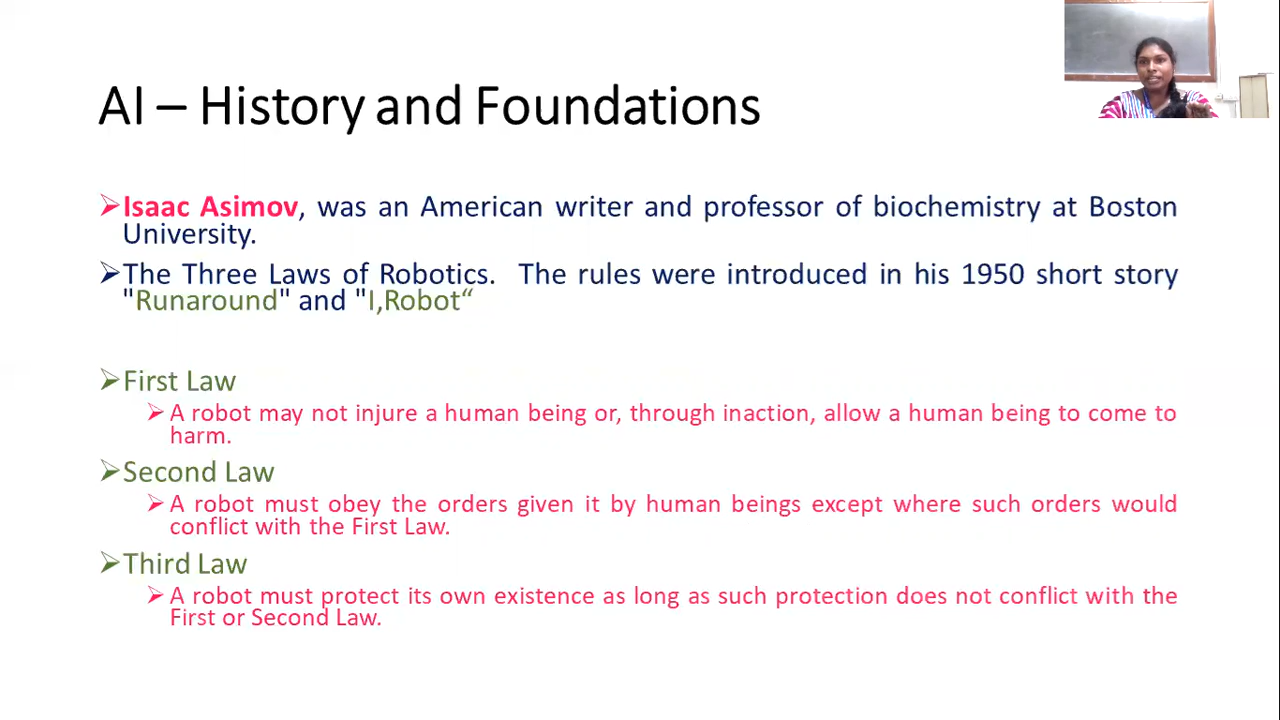 AI – History and Foundations
➢Isaac Asimov, was an American writer and professor of biochemistry at Boston
University.
➢The Three Laws of Robotics.  The rules were introduced in his 1950 short story
"Runaround" and "I,Robot“
➢First Law
➢A robot may not injure a human being or, through inaction, allow a human being to come to
harm.
➢Second Law
➢A robot must obey the orders given it by human beings except where such orders would
conflict with the First Law.
➢Third Law
➢A robot must protect its own existence as long as such protection does not conflict with the
First or Second Law.